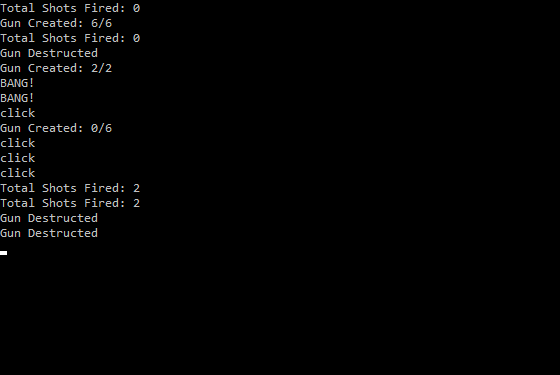 Total Shots Fired: 0
Gun Created: 6/6
Total Shots Fired: 0
Gun Destructed
Gun Created: 2/2
BANG!
BANG!
click
Gun Created: 0/6
click
click
click
Total Shots Fired: 2
Total Shots Fired: 2
Gun Destructed
Gun Destructed